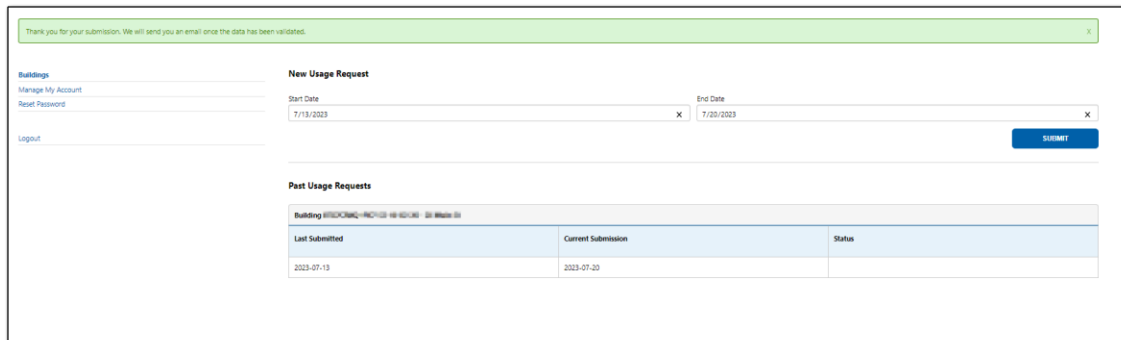 Thank you for your submission. We will send you an email once the data has been validated.
X
Buildings
Manage My Account
Reset Password
Logout
New Usage Request
Start Date
End Date
7/13/2023
7/20/2023
SUBMIT
Past Usage Requests
Building
Last Submitted Current Submission Status
2023-07-13 2023-07-20